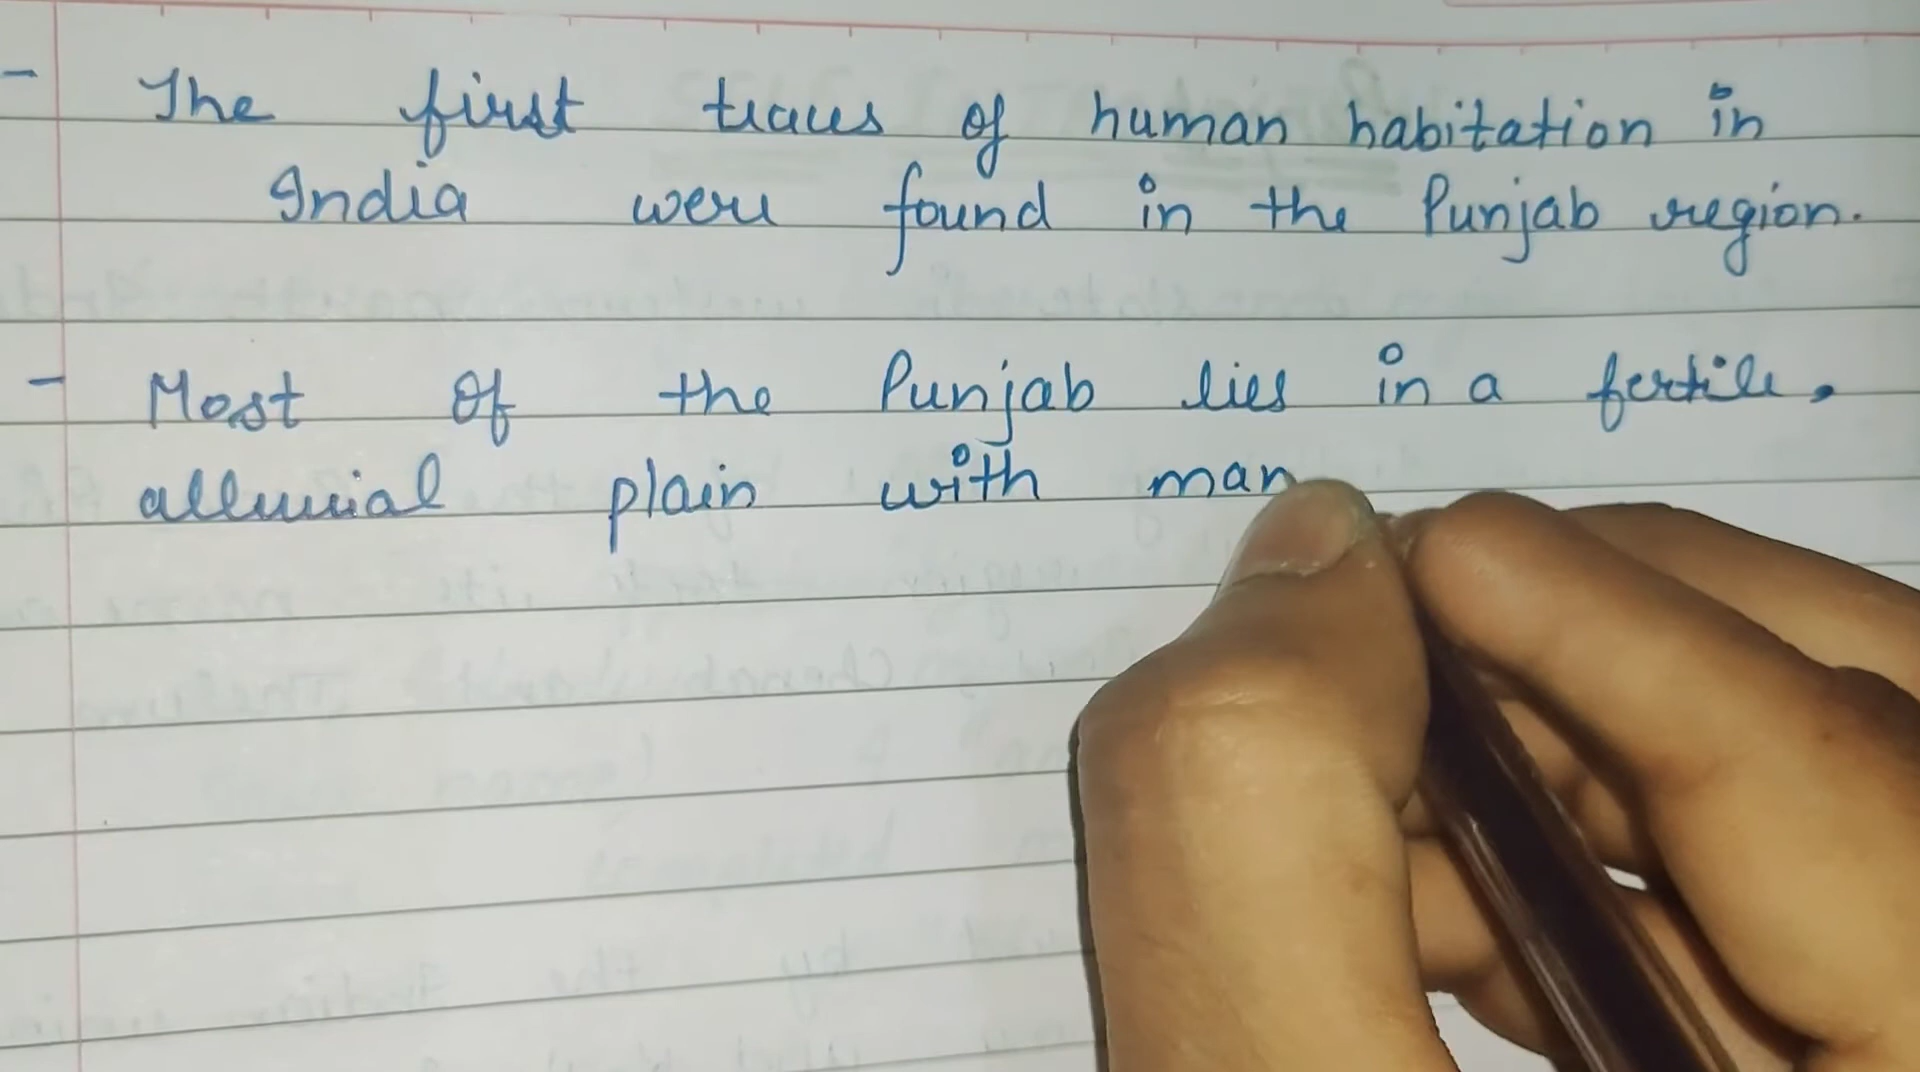 - The first traces of human habitation in
India were found in the Punjab region.
- Most of the Punjab lies in a fertile,
alluvial plain with man